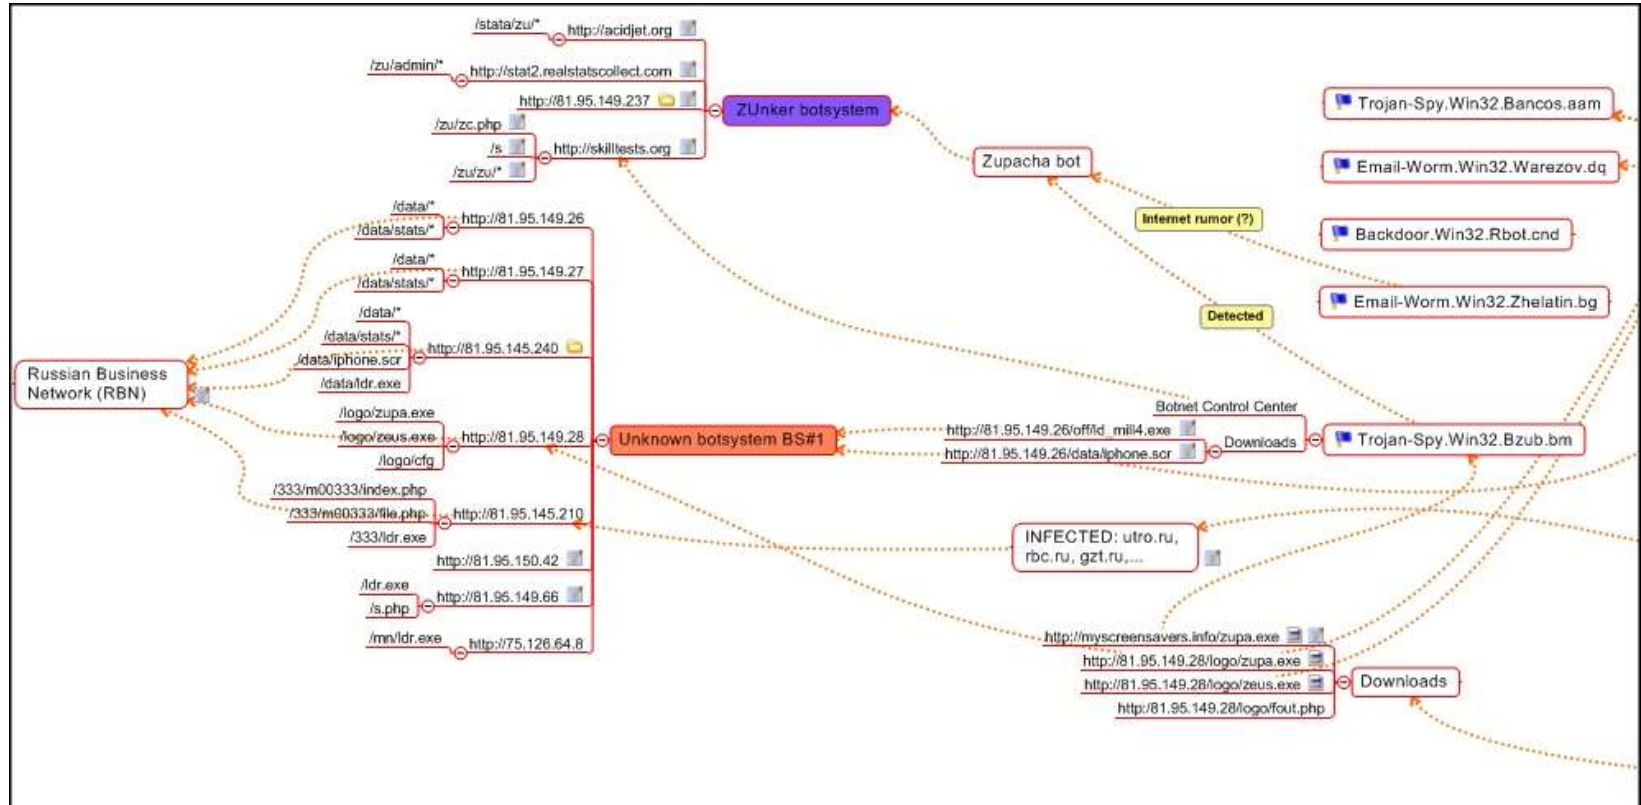 /stata/zu/*
http://acidjet.org
/zu/admin/*
http://stat2.realstatscollect.com
http://81.95.149.237
/zu/zc.php
/s
/zu/zu/*
http://skilltests.org
ZUnker botsystem
Zupacha bot
Trojan-Spy.Win32.Bancos.aam
Email-Worm.Win32.Warezov.dq
Backdoor.Win32.Rbot.cnd
Email-Worm.Win32.Zhelatin.bg
Internet rumor (?)
Detected
/data/*
/data/stats/*
http://81.95.149.26
/data/*
/data/stats/*
http://81.95.149.27
/data/*
/data/stats/*
/data/iphone.scr
/data/ldr.exe
http://81.95.145.240
Russian Business
Network (RBN)
/logo/zupa.exe
/logo/zeus.exe
/logo/cfg
http://81.95.149.28
Unknown botsystem BS#1
Botnet Control Center
http://81.95.149.26/off/ld_mill4.exe
http://81.95.149.26/data/iphone.scr
Downloads
Trojan-Spy.Win32.Bzub.bm
/333/m00333/index.php
/333/m00333/file.php
/333/ldr.exe
http://81.95.145.210
INFECTED: utro.ru,
rbc.ru, gzt.ru,...
http://81.95.150.42
/ldr.exe
/s.php
http://81.95.149.66
/mn/ldr.exe
http://75.126.64.8
http://myscreensavers.info/zupa.exe
http://81.95.149.28/logo/zupa.exe
http://81.95.149.28/logo/zeus.exe
http:/81.95.149.28/logo/fout.php
Downloads